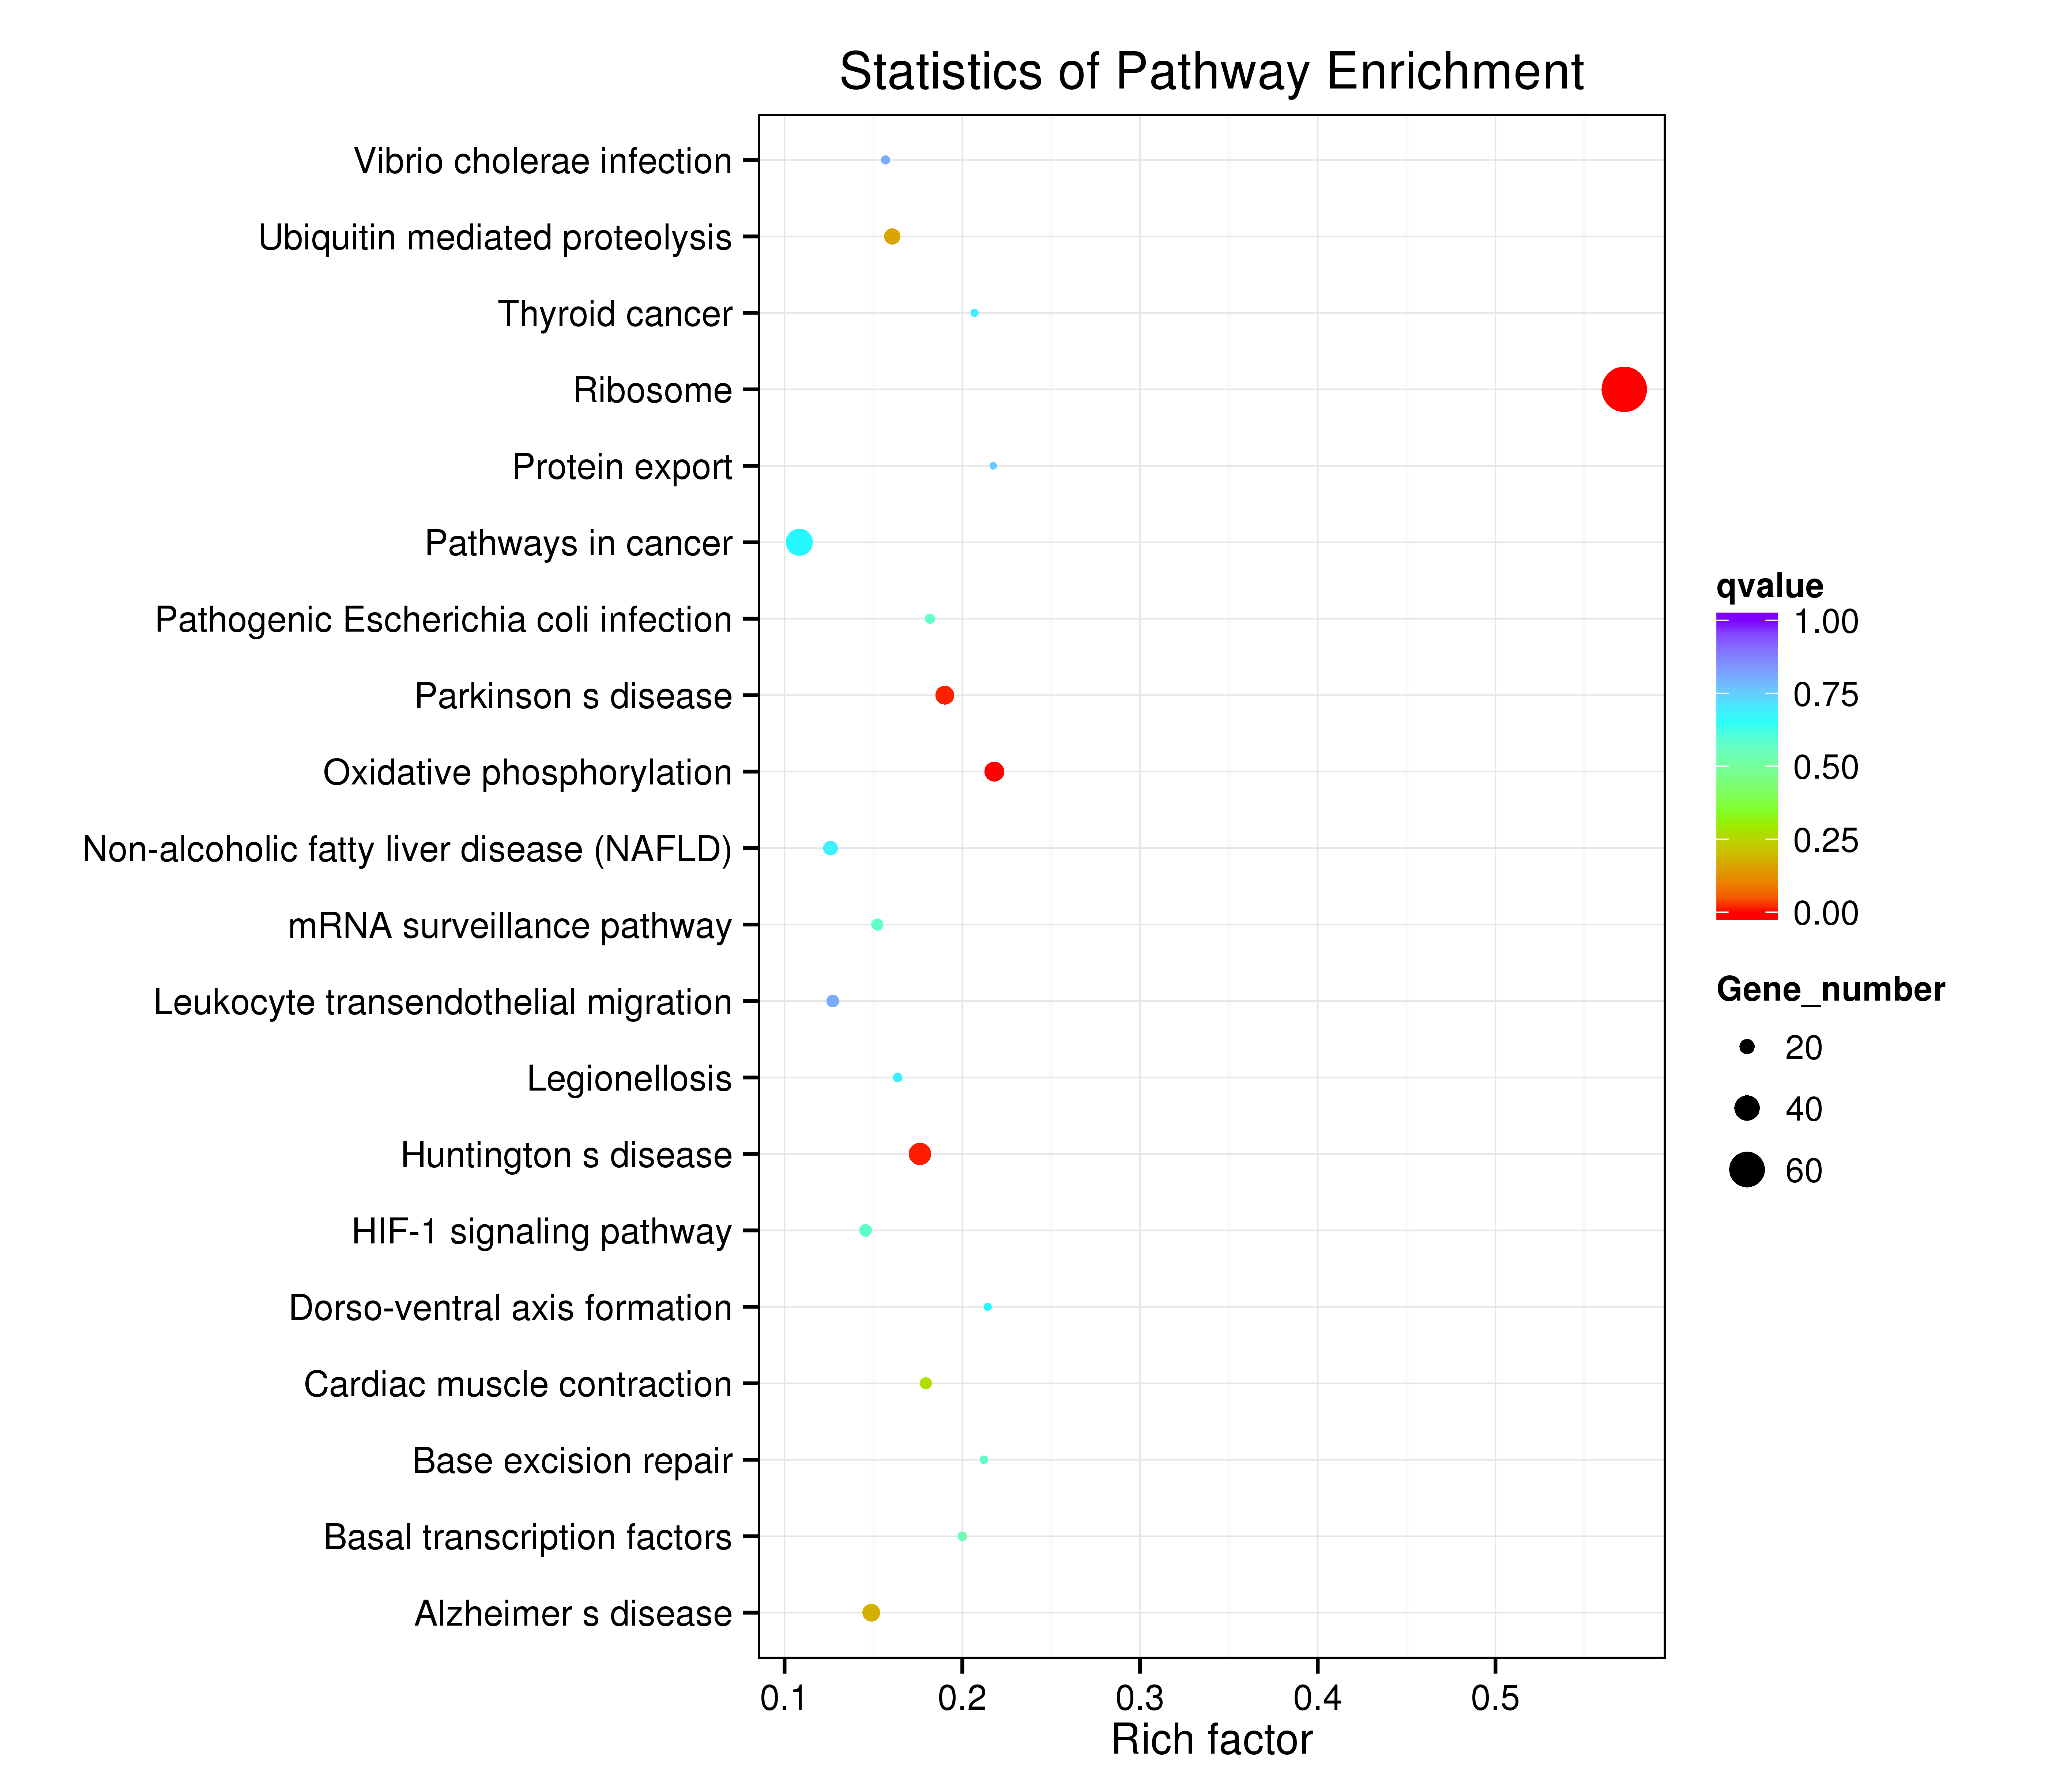 Statistics of Pathway Enrichment
Vibrio cholerae infection
Ubiquitin mediated proteolysis
Thyroid cancer
Ribosome
Protein export
Pathways in cancer
Pathogenic Escherichia coli infection
Parkinson s disease
Oxidative phosphorylation
Non-alcoholic fatty liver disease (NAFLD)
mRNA surveillance pathway
Leukocyte transendothelial migration
Legionellosis
Huntington s disease
HIF-1 signaling pathway
Dorso-ventral axis formation
Cardiac muscle contraction
Base excision repair
Basal transcription factors
Alzheimer s disease
0.1 0.2 0.3 0.4 0.5
Rich factor
qvalue
1.00
0.75
0.50
0.25
0.00
Gene_number
20
40
60